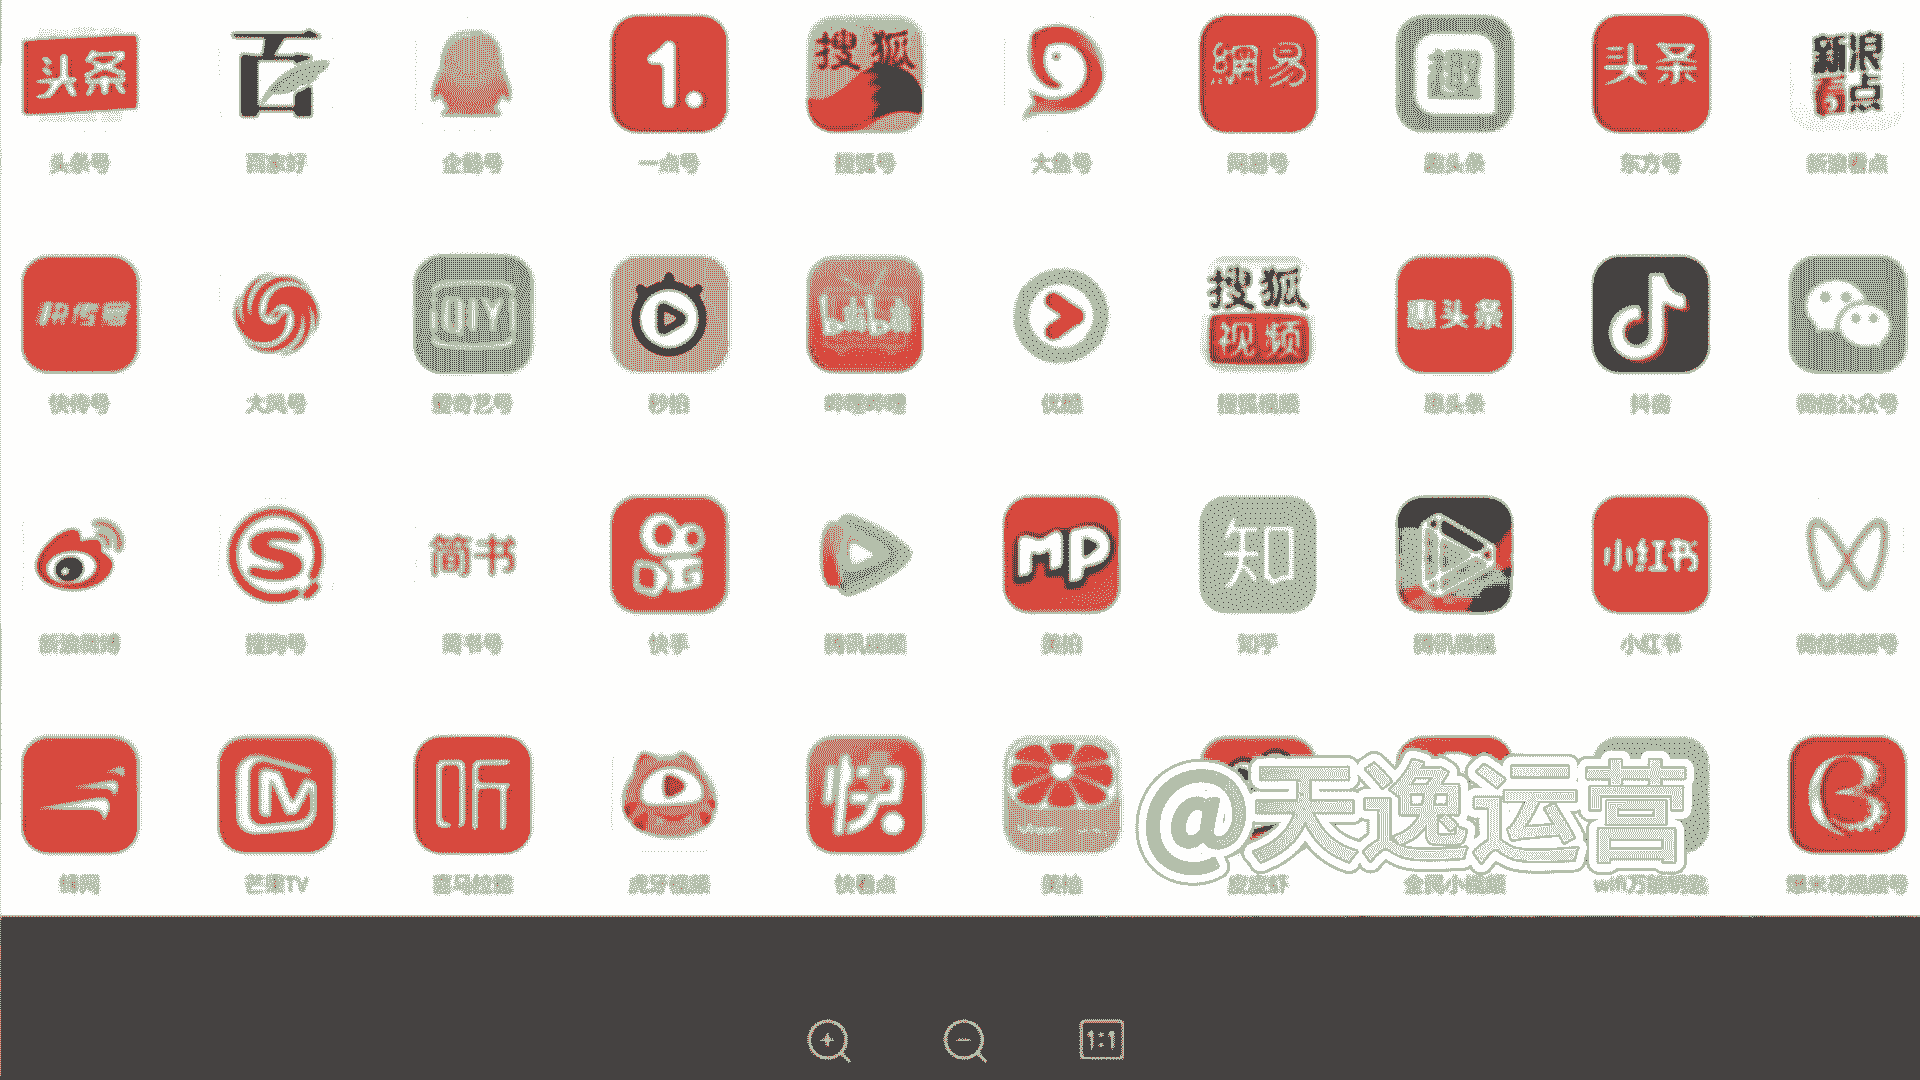 头条 百 1. 搜狐 網易 趣 头条 新浪看点
头条号 百家好 企鹅号 一点号 搜狐号 大鱼号 网易号 趣头条 东方号 新浪看点
快传号 QIY bilibili 搜狐视频 惠头条
快传号 大风号 爱奇艺号 秒拍 哔哩哔哩 优酷 搜狐视频 惠头条 抖音 微信公众号
简书 MP 知 小红书
新浪微博 搜狗号 简书号 快手 腾讯视频 美拍 知乎 腾讯微视 小红书 微信视频号
听 快
芒果TV 喜马拉雅 虎牙视频 快看点 皮皮虾 全民小视频 wifi万能钥匙 爆米花视频号
@天逸运营
1:1